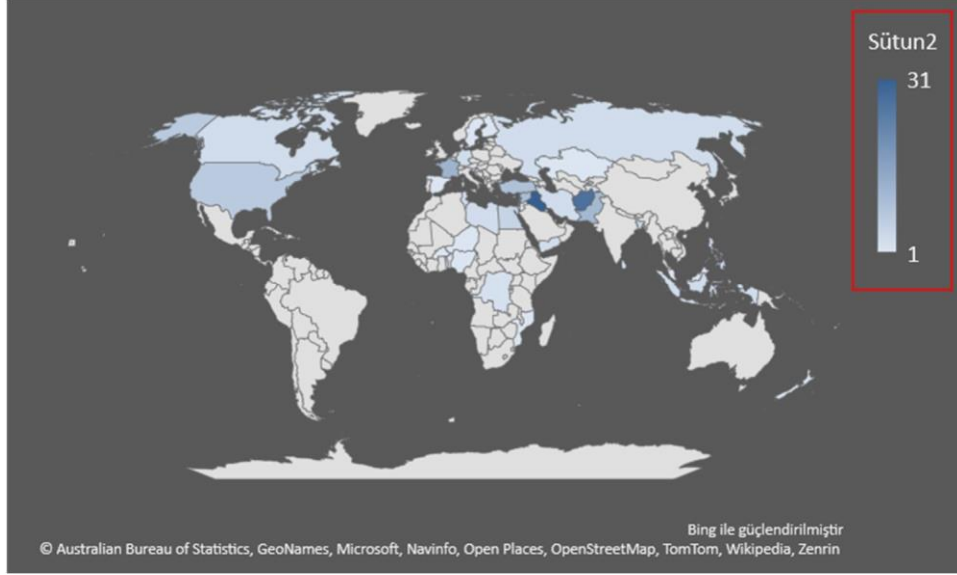 Sütun2
31
1
Bing ile güçlendirilmiştir
© Australian Bureau of Statistics, GeoNames, Microsoft, Navinfo, Open Places, OpenStreetMap, TomTom, Wikipedia, Zenrin